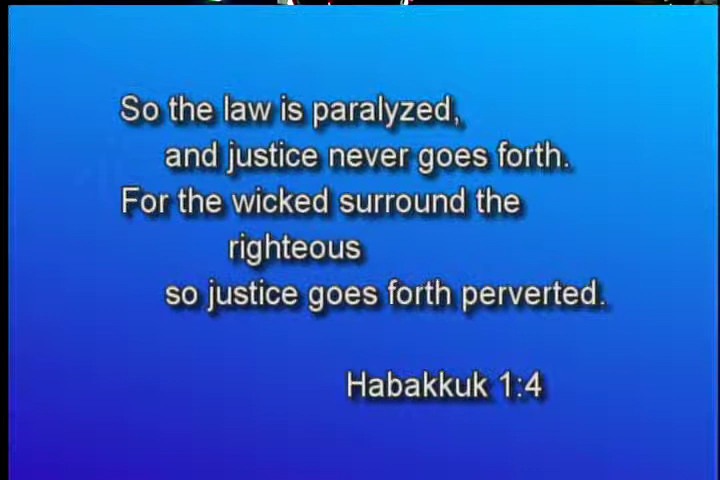 So the law is paralyzed,
and justice never goes forth.
For the wicked surround the
righteous
so justice goes forth perverted.
Habakkuk 1:4